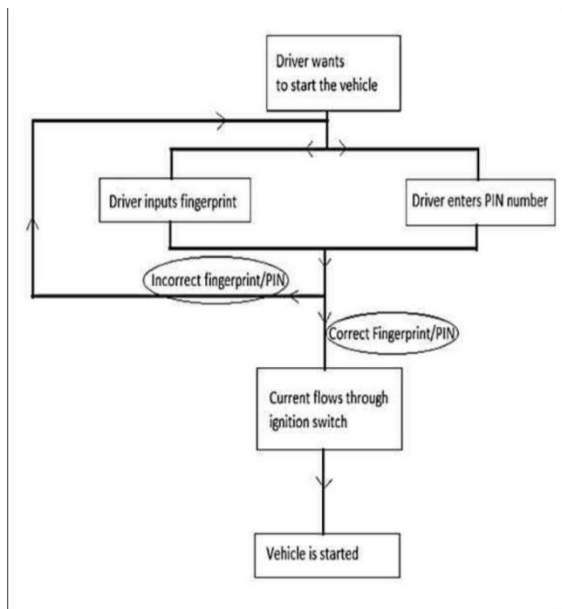 Driver wants
to start the vehicle
Driver inputs fingerprint
Driver enters PIN number
Incorrect fingerprint/PIN
Correct Fingerprint/PIN
Current flows through
ignition switch
Vehicle is started